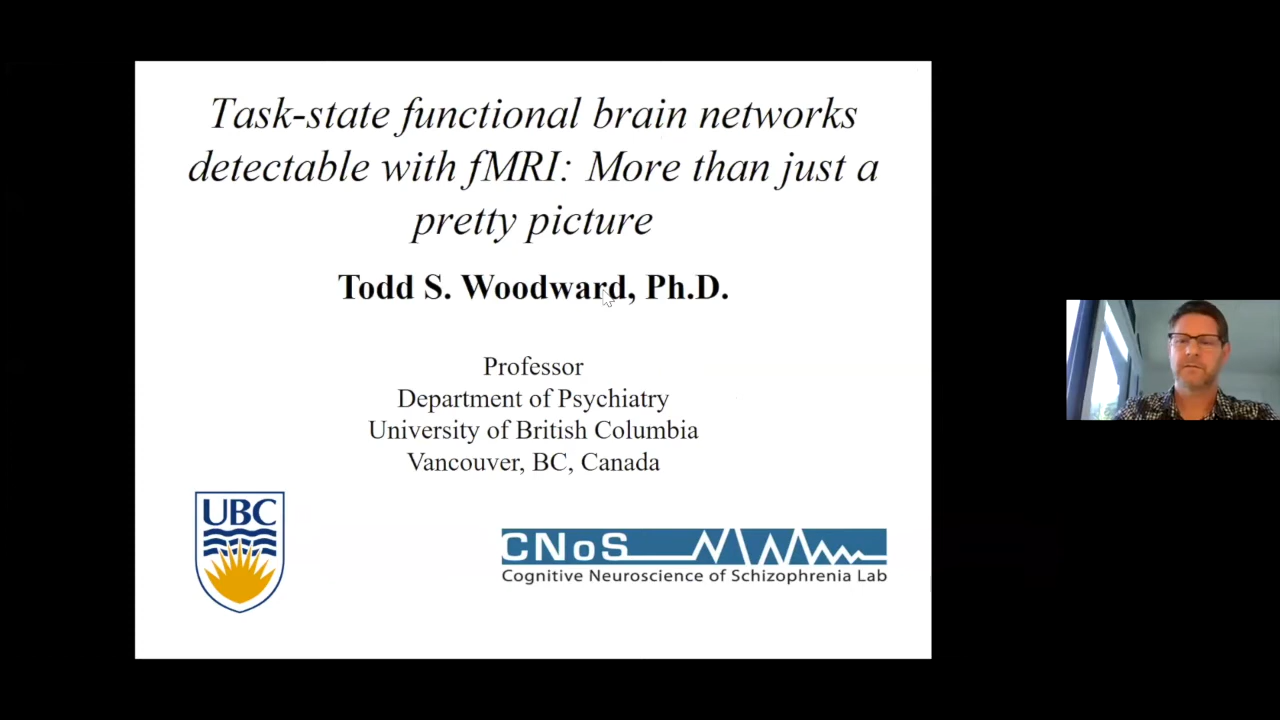 Task-state functional brain networks
detectable with fMRI: More than just a
pretty picture
Todd S. Woodward, Ph.D.
Professor
Department of Psychiatry
University of British Columbia
Vancouver, BC, Canada
UBC
CNoS
Cognitive Neuroscience of Schizophrenia Lab